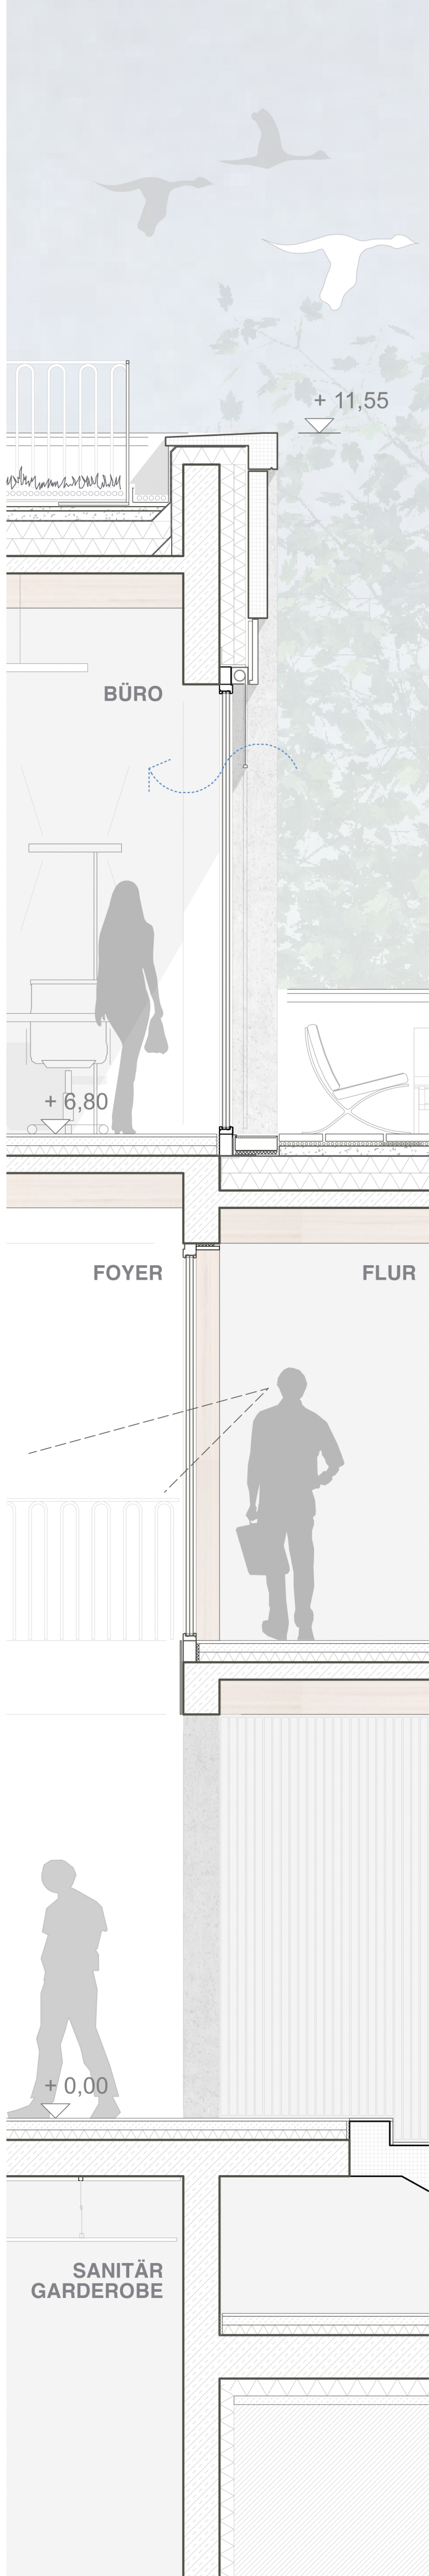 + 11,55
BÜRO
+ 6,80
FOYER
FLUR
+ 0,00
SANITÄR
GARDEROBE